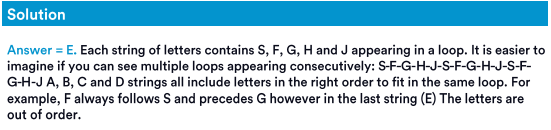 Solution
Answer = E. Each string of letters contains S, F, G, H and J appearing in a loop. It is easier to
imagine if you can see multiple loops appearing consecutively: S-F-G-H-J-S-F-G-H-J-S-F-
G-H-J A, B, C and D strings all include letters in the right order to fit in the same loop. For
example, F always follows S and precedes G however in the last string (E) The letters are
out of order.